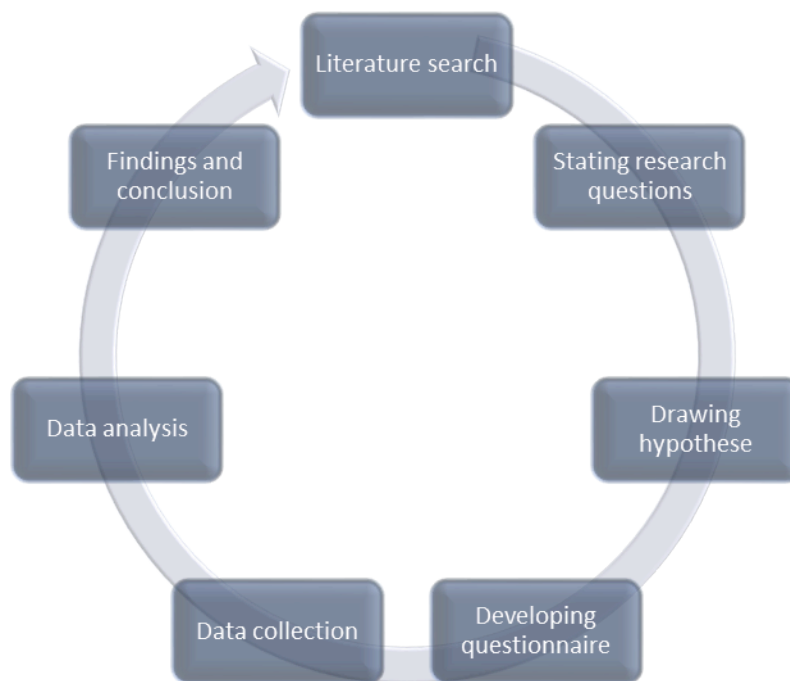 Literature search
Stating research
questions
Drawing
hypothese
Developing
questionnaire
Data collection
Data analysis
Findings and
conclusion